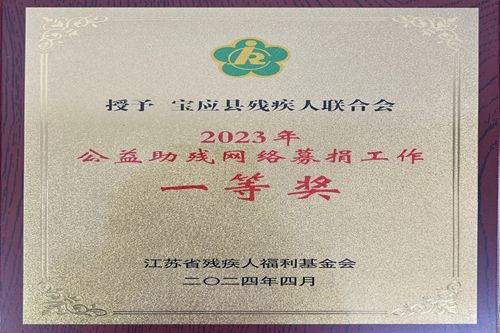 授予 宝应县残疾人联合会
2023年
公益助残网络募捐工作
一等奖
江苏省残疾人福利基金会
二〇二四年四月